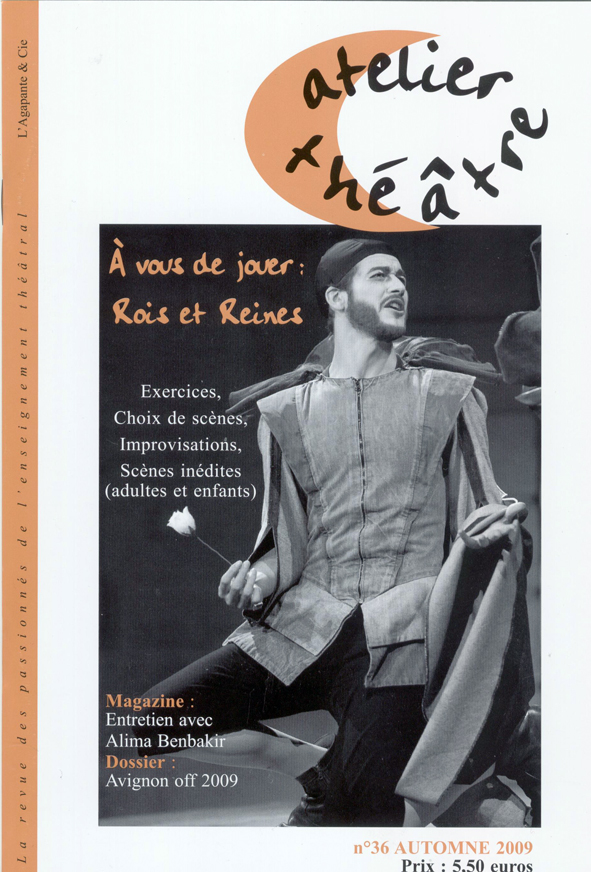 atelier
théâtre
À vous de jouer :
Rois et Reines
Exercices,
Choix de scènes,
Improvisations,
Scènes inédites
(adultes et enfants)
Magazine :
Entretien avec
Alima Benbakir
Dossier :
Avignon off 2009
n°36 AUTOMNE 2009
Prix : 5,50 euros
La revue des passionnés de l'enseignement théâtral
L'Agapante & Cie